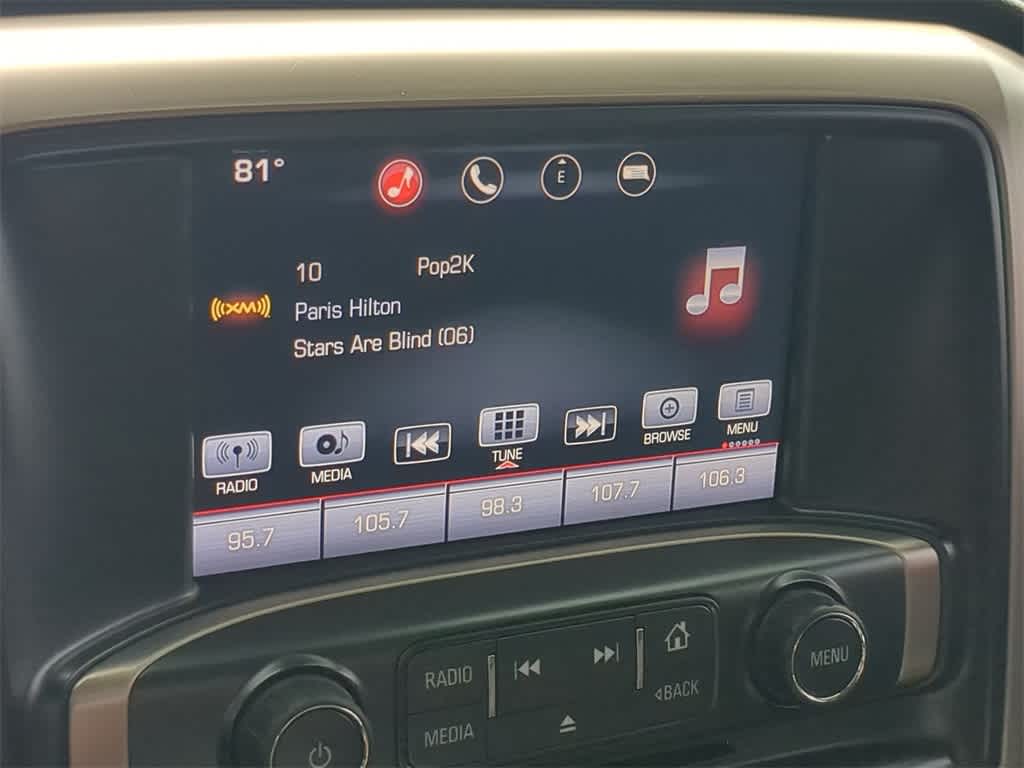 81°
E
10 Pop2K
((XM))
Paris Hilton
Stars Are Blind (06)
RADIO MEDIA TUNE BROWSE MENU
95.7 105.7 98.3 107.7 106.3
RADIO
MEDIA
BACK
MENU